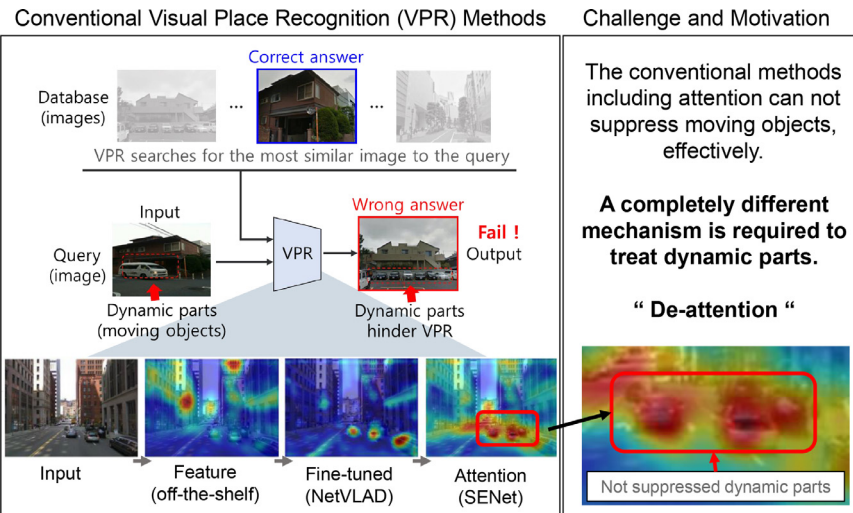 Conventional Visual Place Recognition (VPR) Methods
Correct answer
Database
(images)
...
...
VPR searches for the most similar image to the query
Input
Wrong answer
Query
(image)
VPR
Fail !
Output
Dynamic parts
(moving objects)
Dynamic parts
hinder VPR
Input
Feature
(off-the-shelf)
Fine-tuned
(NetVLAD)
Attention
(SENet)
Challenge and Motivation
The conventional methods
including attention can not
suppress moving objects,
effectively.
A completely different
mechanism is required to
treat dynamic parts.
“ De-attention “
Not suppressed dynamic parts